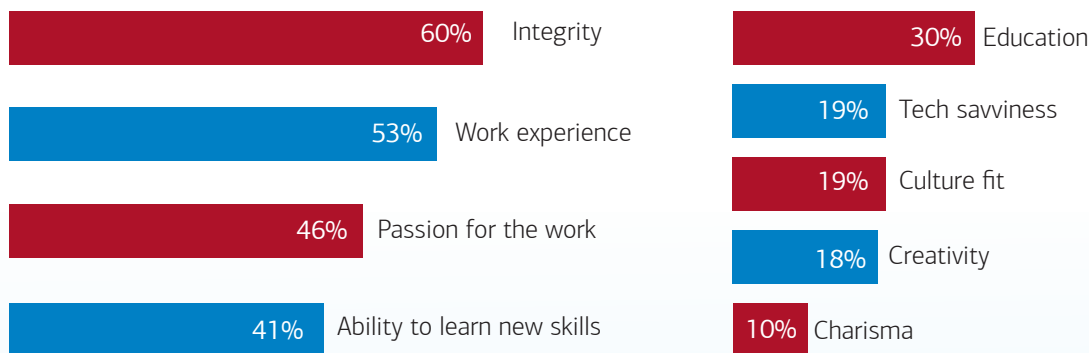 60% Integrity
53% Work experience
46% Passion for the work
41% Ability to learn new skills
30% Education
19% Tech savviness
19% Culture fit
18% Creativity
10% Charisma